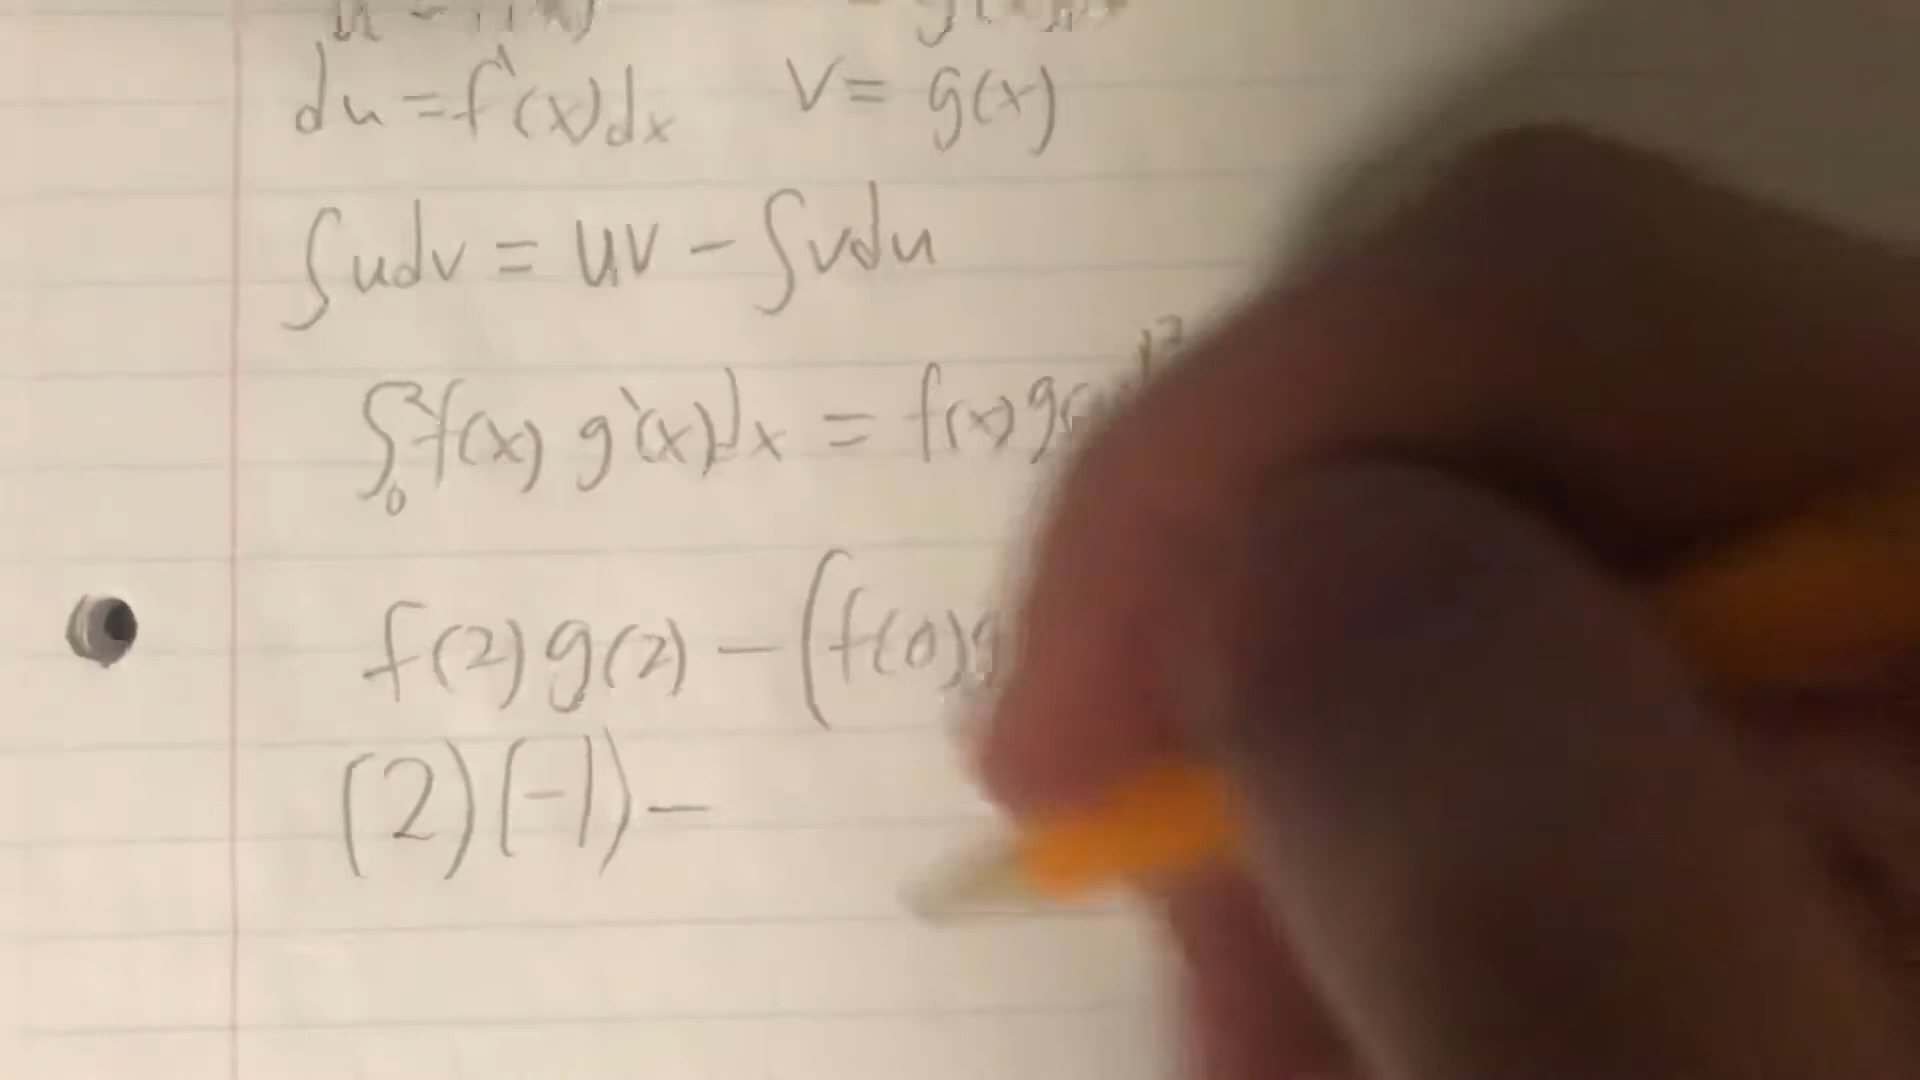 du = f'(x)dx v = g(x)
∫udv = uv - ∫vdu
∫₀² f(x) g'(x)dx = f(x) g(
f(2)g(2) - (f(0)g
(2)(-1) -